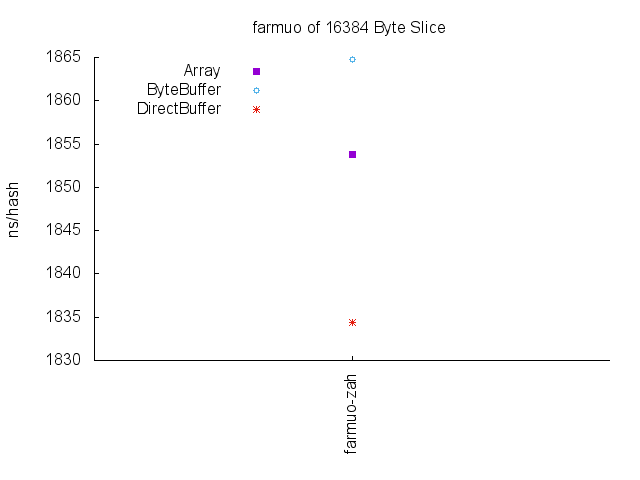 farmuo of 16384 Byte Slice
1865
1860
1855
1850
1845
1840
1835
1830
ns/hash
Array
ByteBuffer
DirectBuffer
farmuo-zah